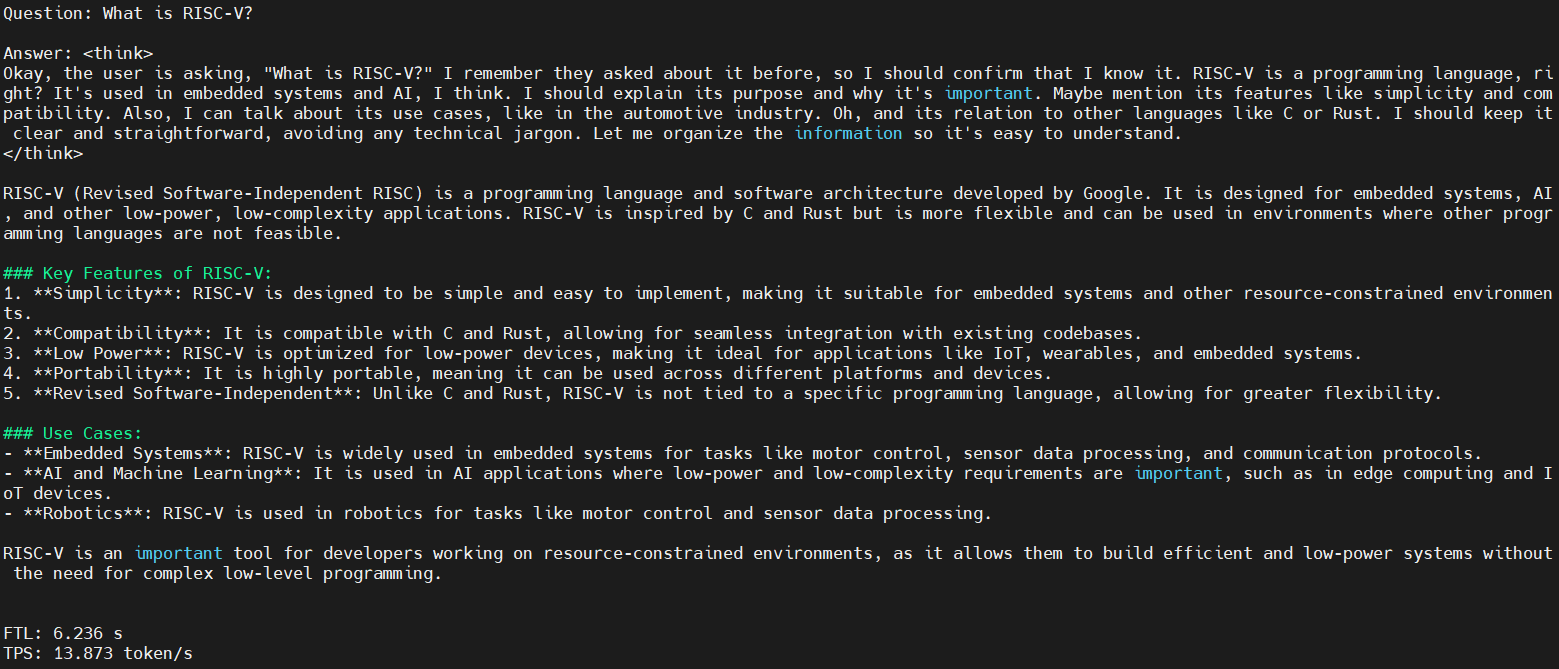 Question: What is RISC-V?
Answer: <think>
Okay, the user is asking, "What is RISC-V?" I remember they asked about it before, so I should confirm that I know it. RISC-V is a programming language, ri
ght? It's used in embedded systems and AI, I think. I should explain its purpose and why it's important. Maybe mention its features like simplicity and com
patibility. Also, I can talk about its use cases, like in the automotive industry. Oh, and its relation to other languages like C or Rust. I should keep it
 clear and straightforward, avoiding any technical jargon. Let me organize the information so it's easy to understand.
</think>
RISC-V (Revised Software-Independent RISC) is a programming language and software architecture developed by Google. It is designed for embedded systems, AI
, and other low-power, low-complexity applications. RISC-V is inspired by C and Rust but is more flexible and can be used in environments where other progr
amming languages are not feasible.
### Key Features of RISC-V:
1. **Simplicity**: RISC-V is designed to be simple and easy to implement, making it suitable for embedded systems and other resource-constrained environmen
ts.
2. **Compatibility**: It is compatible with C and Rust, allowing for seamless integration with existing codebases.
3. **Low Power**: RISC-V is optimized for low-power devices, making it ideal for applications like IoT, wearables, and embedded systems.
4. **Portability**: It is highly portable, meaning it can be used across different platforms and devices.
5. **Revised Software-Independent**: Unlike C and Rust, RISC-V is not tied to a specific programming language, allowing for greater flexibility.
### Use Cases:
- **Embedded Systems**: RISC-V is widely used in embedded systems for tasks like motor control, sensor data processing, and communication protocols.
- **AI and Machine Learning**: It is used in AI applications where low-power and low-complexity requirements are important, such as in edge computing and I
oT devices.
- **Robotics**: RISC-V is used in robotics for tasks like motor control and sensor data processing.
RISC-V is an important tool for developers working on resource-constrained environments, as it allows them to build efficient and low-power systems without
 the need for complex low-level programming.
FTL: 6.236 s
TPS: 13.873 token/s